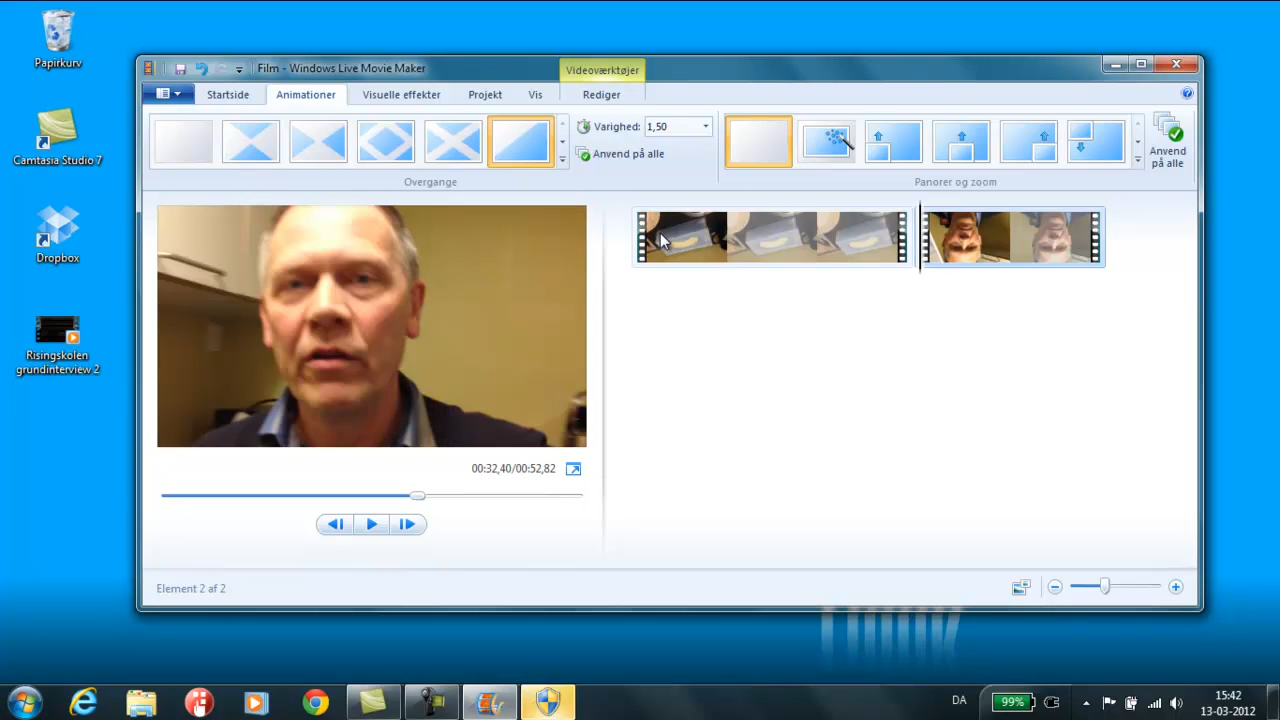 Papirkurv
Camtasia Studio 7
Dropbox
Risingskolen
grundinterview 2
Film - Windows Live Movie Maker
Videoværktøjer
Startside
Animationer
Visuelle effekter
Projekt
Vis
Rediger
Varighed: 1,50
Anvend på alle
Overgange
Anvend
på alle
Panorer og zoom
00:32,40/00:52,82
Element 2 af 2
DA
99%
15:42
13-03-2012